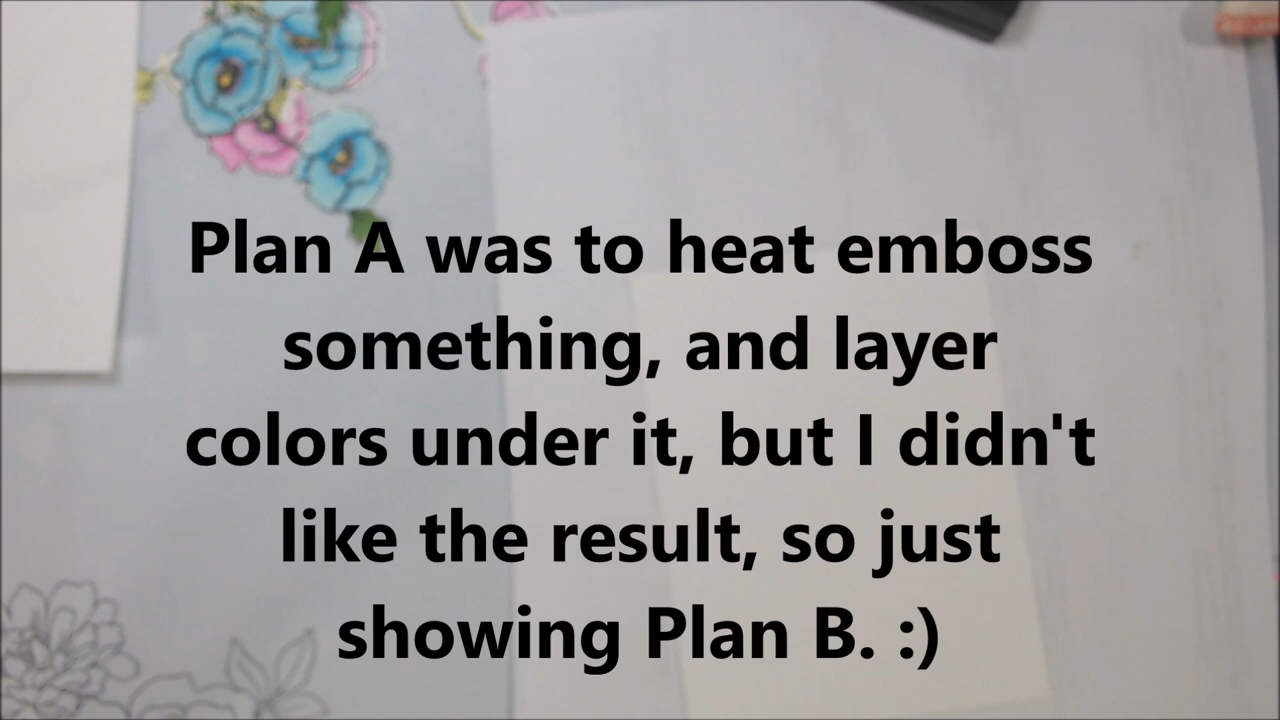 Plan A was to heat emboss
something, and layer
colors under it, but I didn't
like the result, so just
showing Plan B. :)